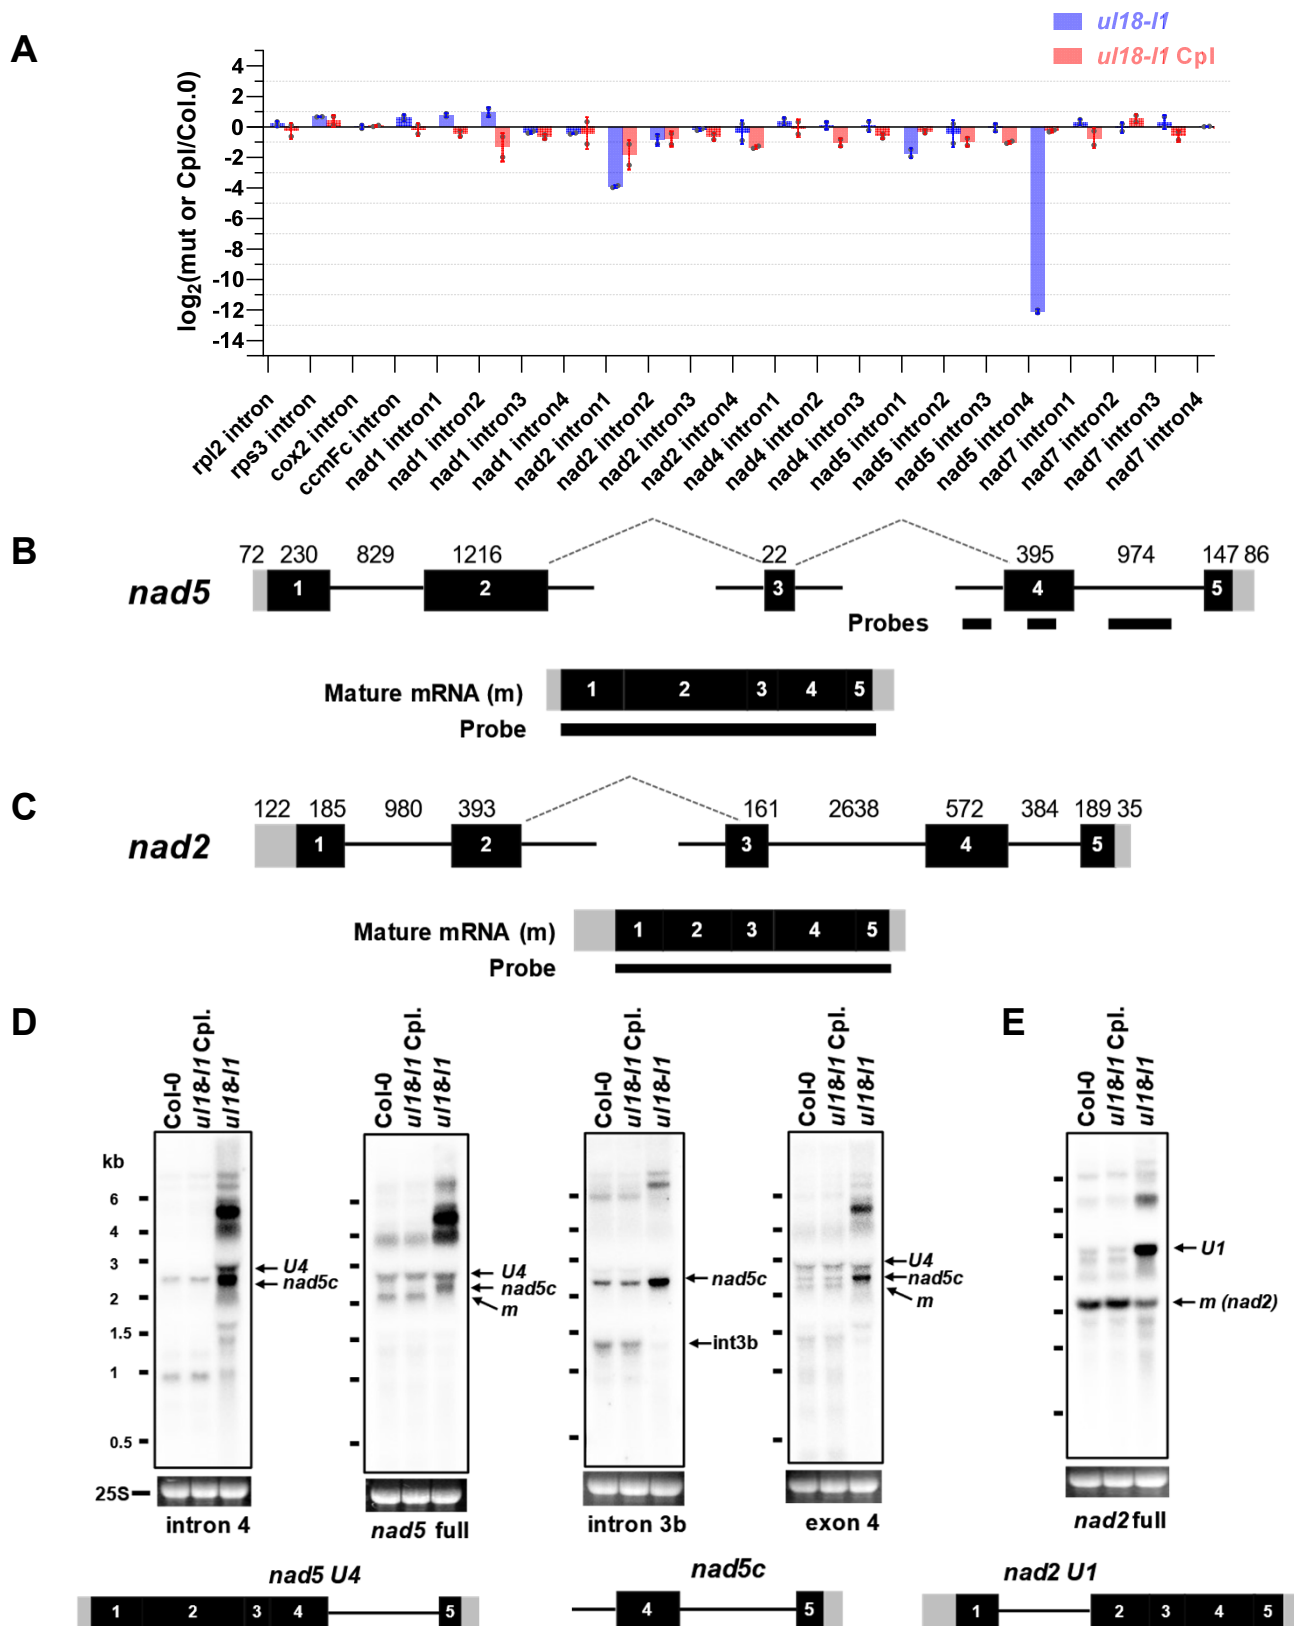 A
ul18-l1
ul18-l1 Cpl
log2(mut or Cpl/Col.0)
4
2
0
-2
-4
-6
-8
-10
-12
-14
rpl2 intron
rps3 intron
cox2 intron
ccmFc intron
nad1 intron1
nad1 intron2
nad1 intron3
nad1 intron4
nad2 intron1
nad2 intron2
nad2 intron3
nad2 intron4
nad4 intron1
nad4 intron2
nad4 intron3
nad5 intron1
nad5 intron2
nad5 intron3
nad5 intron4
nad7 intron1
nad7 intron2
nad7 intron3
nad7 intron4
B
72 230 829 1216 22 395 974 147 86
nad5 1 2 3 4 5
Probes
Mature mRNA (m) 1 2 3 4 5
Probe
C
122 185 980 393 161 2638 572 384 189 35
nad2 1 2 3 4 5
Mature mRNA (m) 1 2 3 4 5
Probe
D
Col-0 ul18-l1 Cpl. ul18-l1
Col-0 ul18-l1 Cpl. ul18-l1
Col-0 ul18-l1 Cpl. ul18-l1
Col-0 ul18-l1 Cpl. ul18-l1
E
Col-0 ul18-l1 Cpl. ul18-l1
kb
6
4
3
2
1.5
1
0.5
25S
U4
nad5c
intron 4
U4
nad5c
m
nad5 full
nad5c
int3b
intron 3b
U4
nad5c
m
exon 4
U1
m (nad2)
nad2 full
nad5 U4
1 2 3 4 5
nad5c
4 5
nad2 U1
1 2 3 4 5